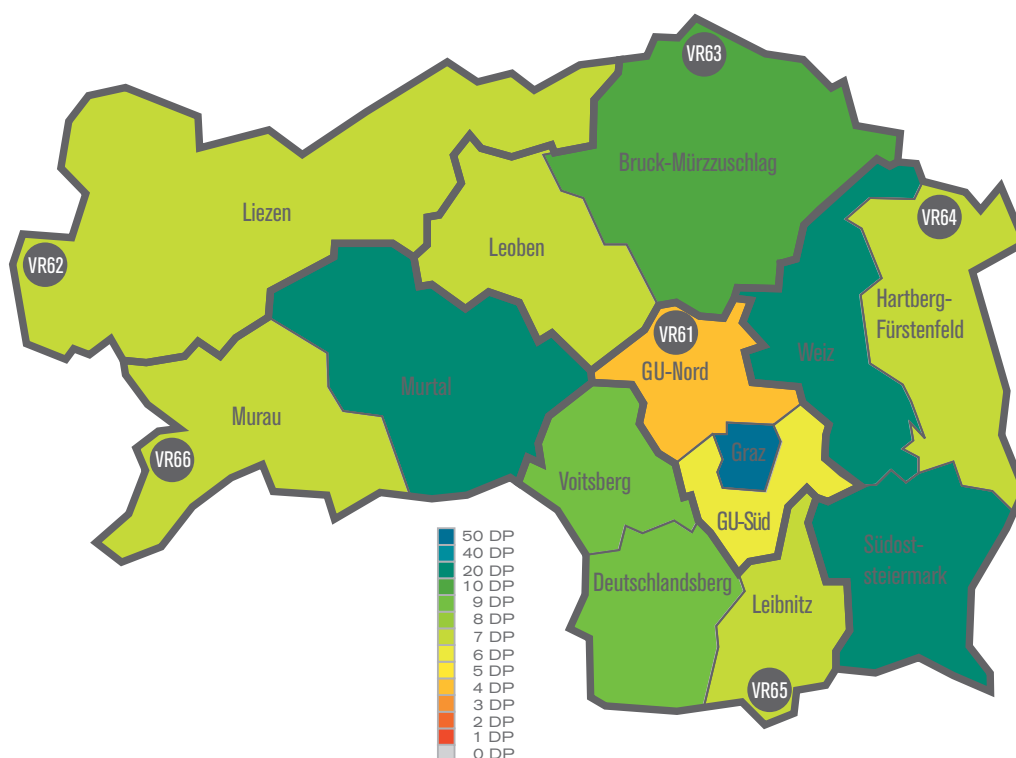 VR63
Bruck-Mürzzuschlag
Liezen
VR64
Leoben
VR62
Hartberg-
Fürstenfeld
VR61
GU-Nord
Weiz
Murtal
Murau
VR66
Graz
Voitsberg
GU-Süd
Südost-
steiermark
Deutschlandsberg
Leibnitz
VR65
50 DP
40 DP
20 DP
10 DP
9 DP
8 DP
7 DP
6 DP
5 DP
4 DP
3 DP
2 DP
1 DP
0 DP